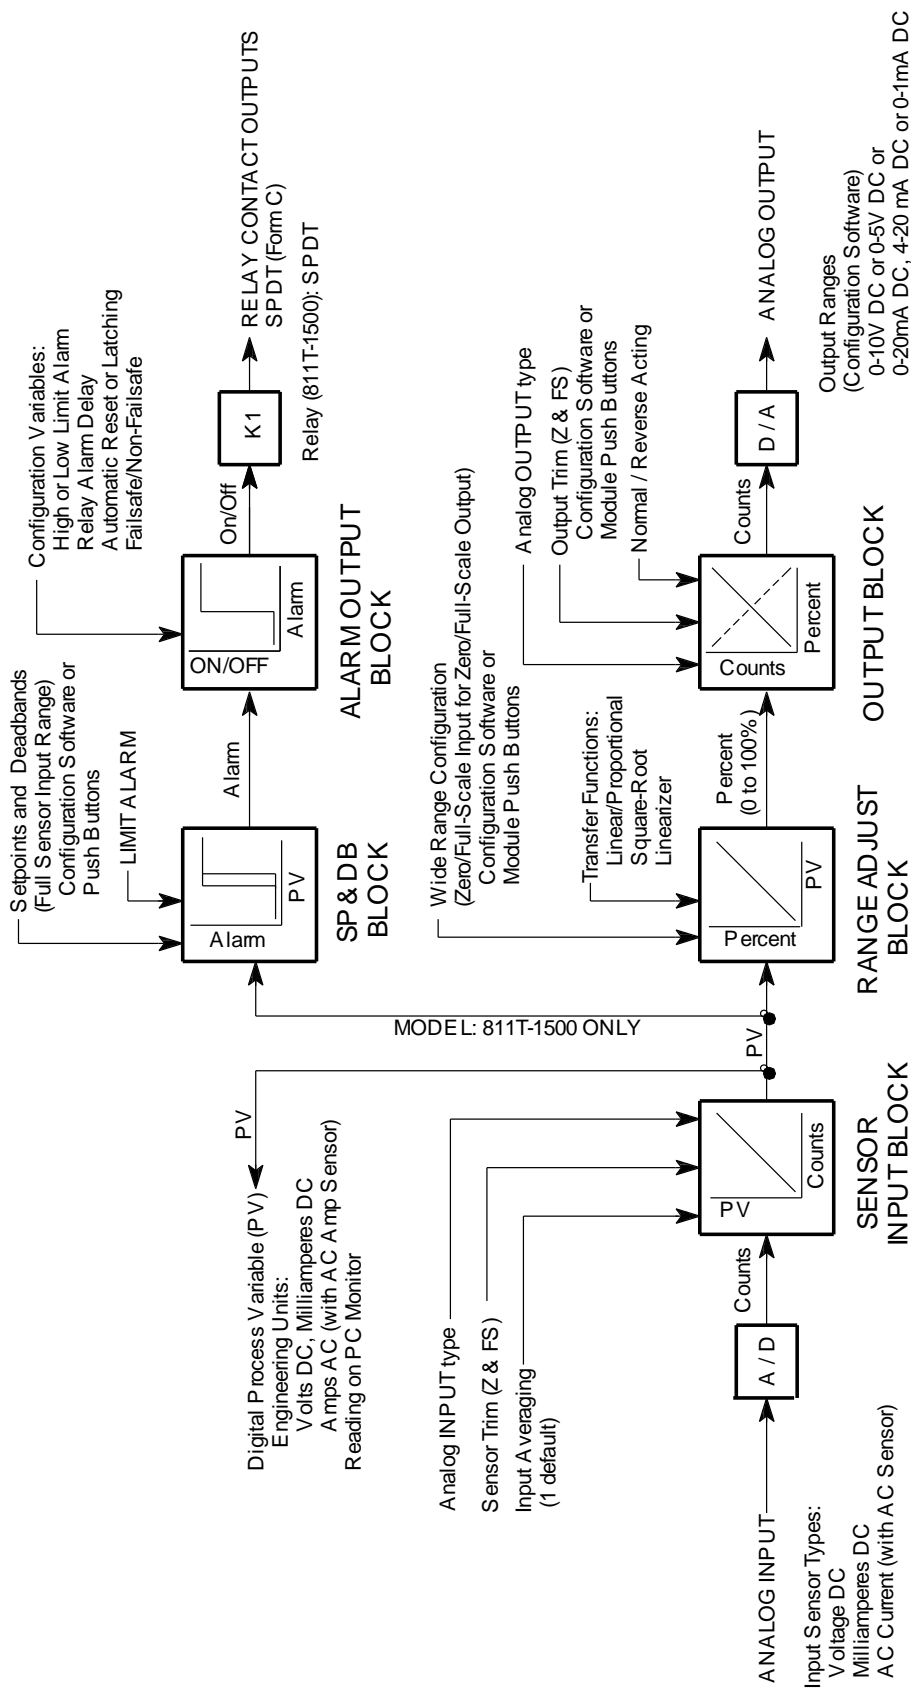 Setpoints and Deadbands
(Full Sensor Input Range)
Configuration Software or
Push Buttons
LIMIT ALARM
Alarm
PV
SP & DB
BLOCK
Alarm
Configuration Variables:
High or Low Limit Alarm
Relay Alarm Delay
Automatic Reset or Latching
Failsafe/Non-Failsafe
ON/OFF
Alarm
ALARM OUTPUT
BLOCK
On/Off
K1
RELAY CONTACT OUTPUTS
SPDT (Form C)
Relay (811T-1500): SPDT
MODEL: 811T-1500 ONLY
PV
Digital Process Variable (PV)
Engineering Units:
Volts DC, Milliamperes DC
Amps AC (with AC Amp Sensor)
Reading on PC Monitor
ANALOG INPUT
Input Sensor Types:
Voltage DC
Milliamperes DC
AC Current (with AC Sensor)
A / D
Counts
Analog INPUT type
Sensor Trim (Z & FS)
Input Averaging
(1 default)
PV
Counts
SENSOR
INPUT BLOCK
PV
Wide Range Configuration
(Zero/Full-Scale Input for Zero/Full-Scale Output)
Configuration Software or
Module Push Buttons
Transfer Functions:
Linear/Proportional
Square-Root
Linearizer
Percent
PV
RANGE ADJUST
BLOCK
Percent
(0 to 100%)
Analog OUTPUT type
Output Trim (Z & FS)
Configuration Software or
Module Push Buttons
Normal / Reverse Acting
Counts
Percent
OUTPUT BLOCK
Counts
D / A
ANALOG OUTPUT
Output Ranges
(Configuration Software)
0-10V DC or 0-5V DC or
0-20mA DC, 4-20 mA DC or 0-1mA DC